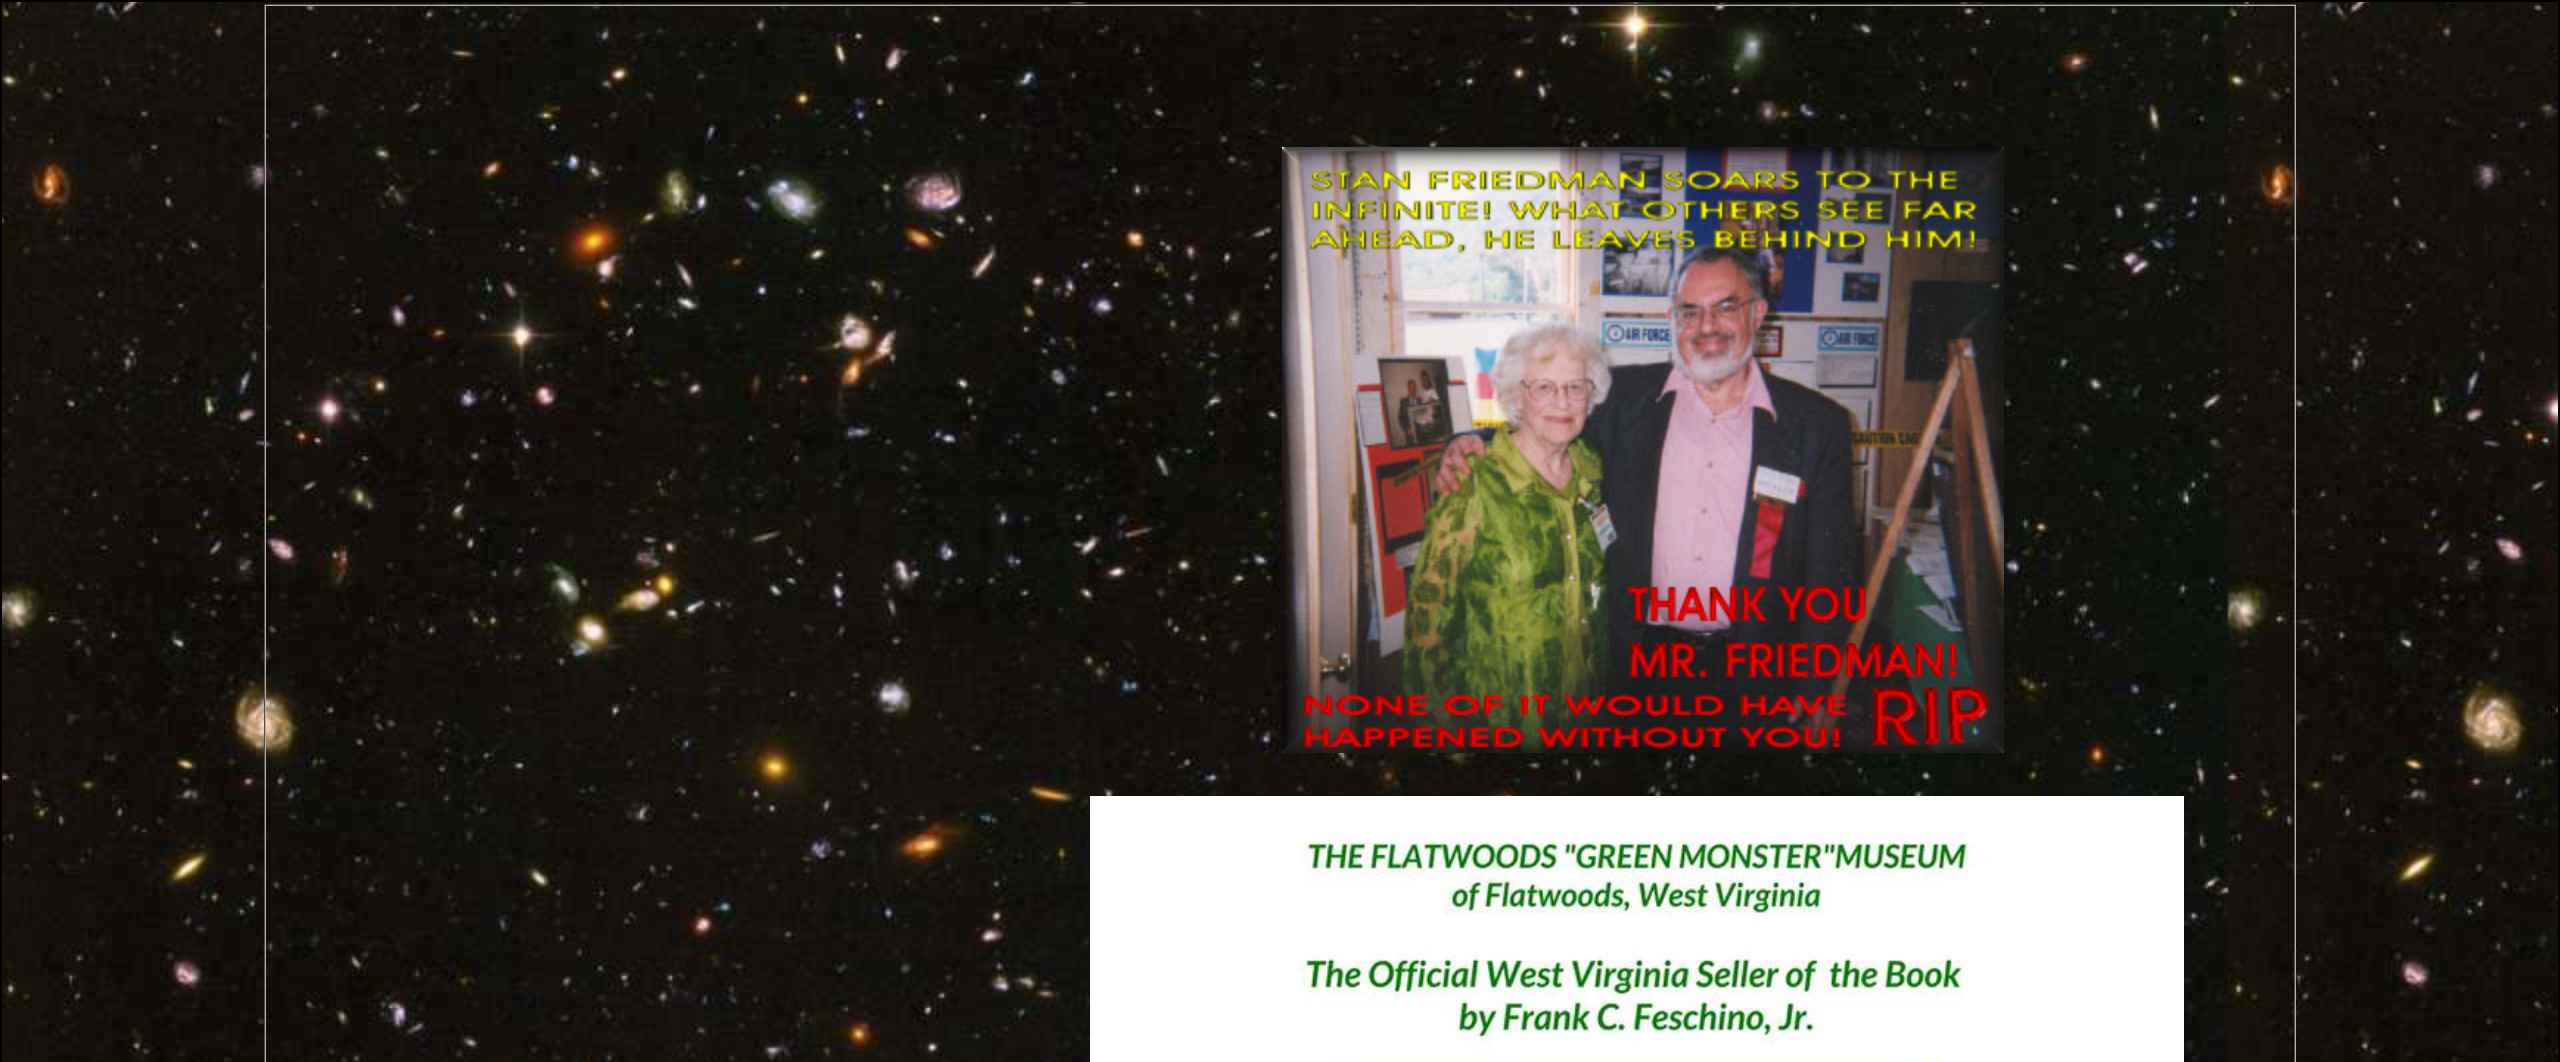 STAN FRIEDMAN SOARS TO THE
INFINITE! WHAT OTHERS SEE FAR
AHEAD, HE LEAVES BEHIND HIM!
AIR FORCE
AIR FORCE
CAUTION
THANK YOU
MR. FRIEDMAN!
NONE OF IT WOULD HAVE
HAPPENED WITHOUT YOU!
RIP
THE FLATWOODS "GREEN MONSTER"MUSEUM
of Flatwoods, West Virginia
The Official West Virginia Seller of the Book
by Frank C. Feschino, Jr.